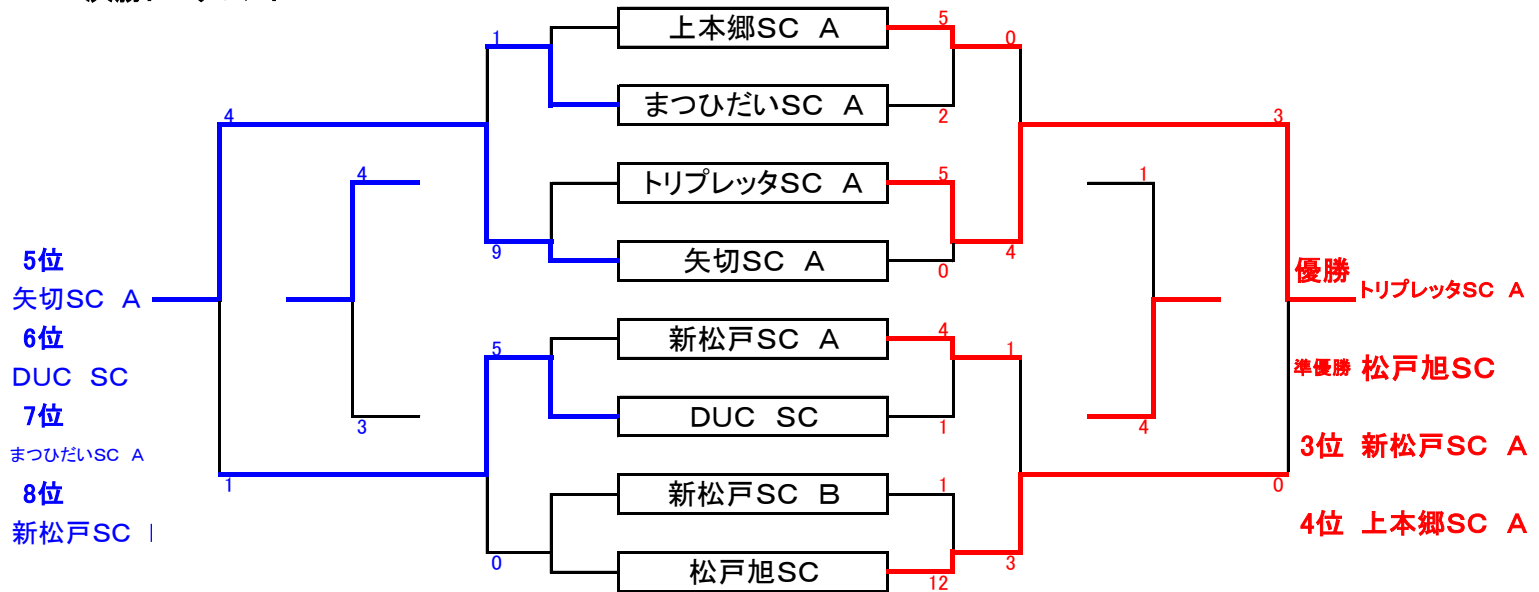 上本郷SC A
まつひだいSC A
トリプレッタSC A
矢切SC A
新松戸SC A
DUC SC
新松戸SC B
松戸旭SC
1
4
4
9
3
5
1
0
5
2
5
0
4
1
1
12
0
4
1
3
3
0
1
4
5位
矢切SC A
6位
DUC SC
7位
まつひだいSC A
8位
新松戸SC
優勝 トリプレッタSC A
準優勝 松戸旭SC
3位 新松戸SC A
4位 上本郷SC A